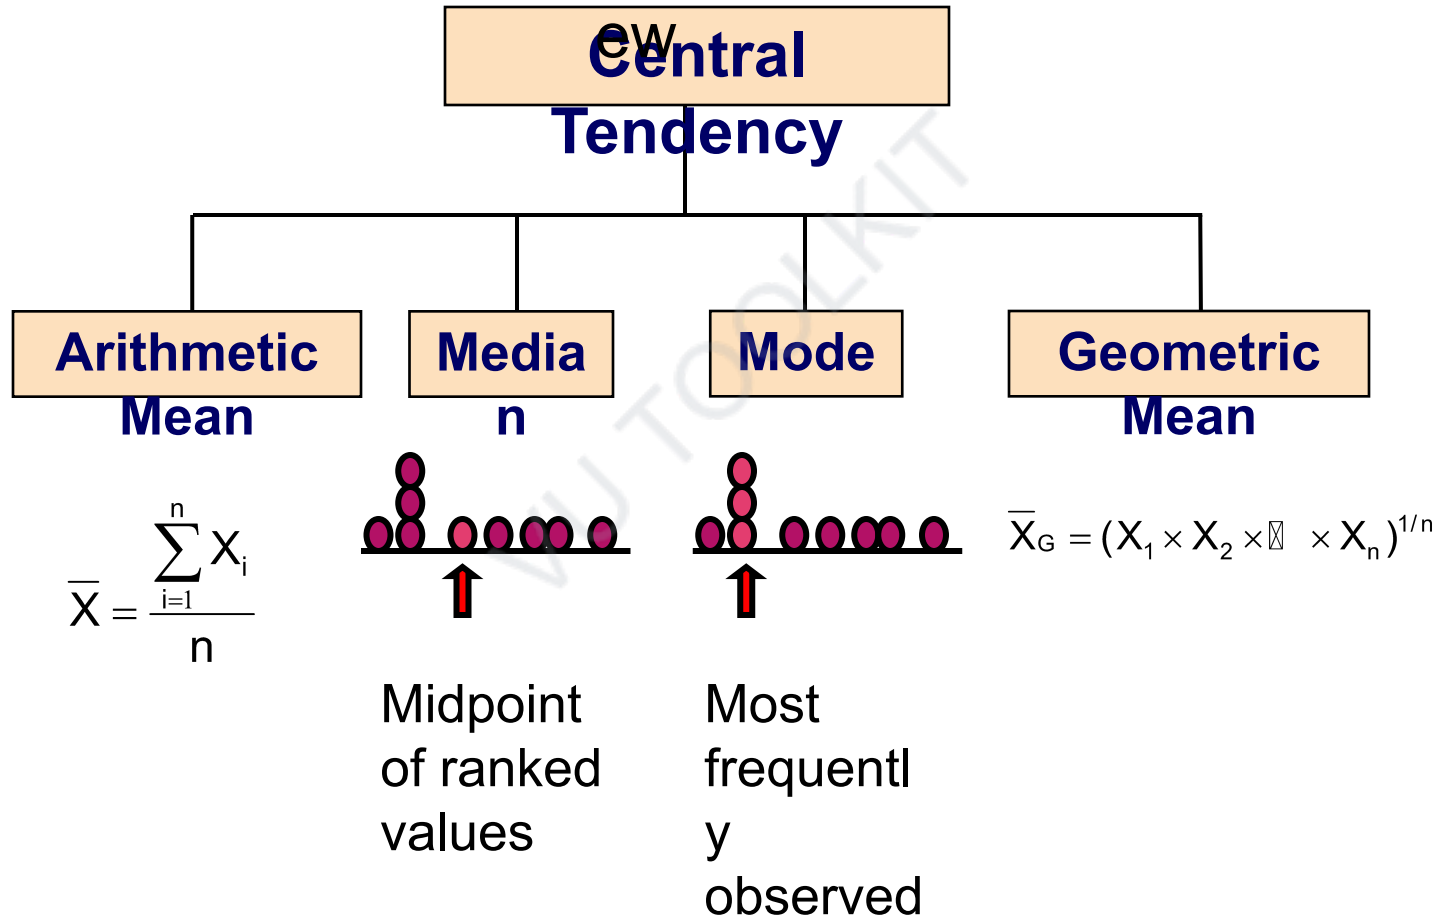 ew
Central
Tendency
Arithmetic
Mean
Media
n
Mode
Geometric
Mean
X̅ = ∑ⁿᵢ₌₁ Xᵢ / n
X̅G = (X₁ × X₂ × ▯ × Xₙ)^1/n
Midpoint
of ranked
values
Most
frequentl
y
observed
VU TOOLKIT